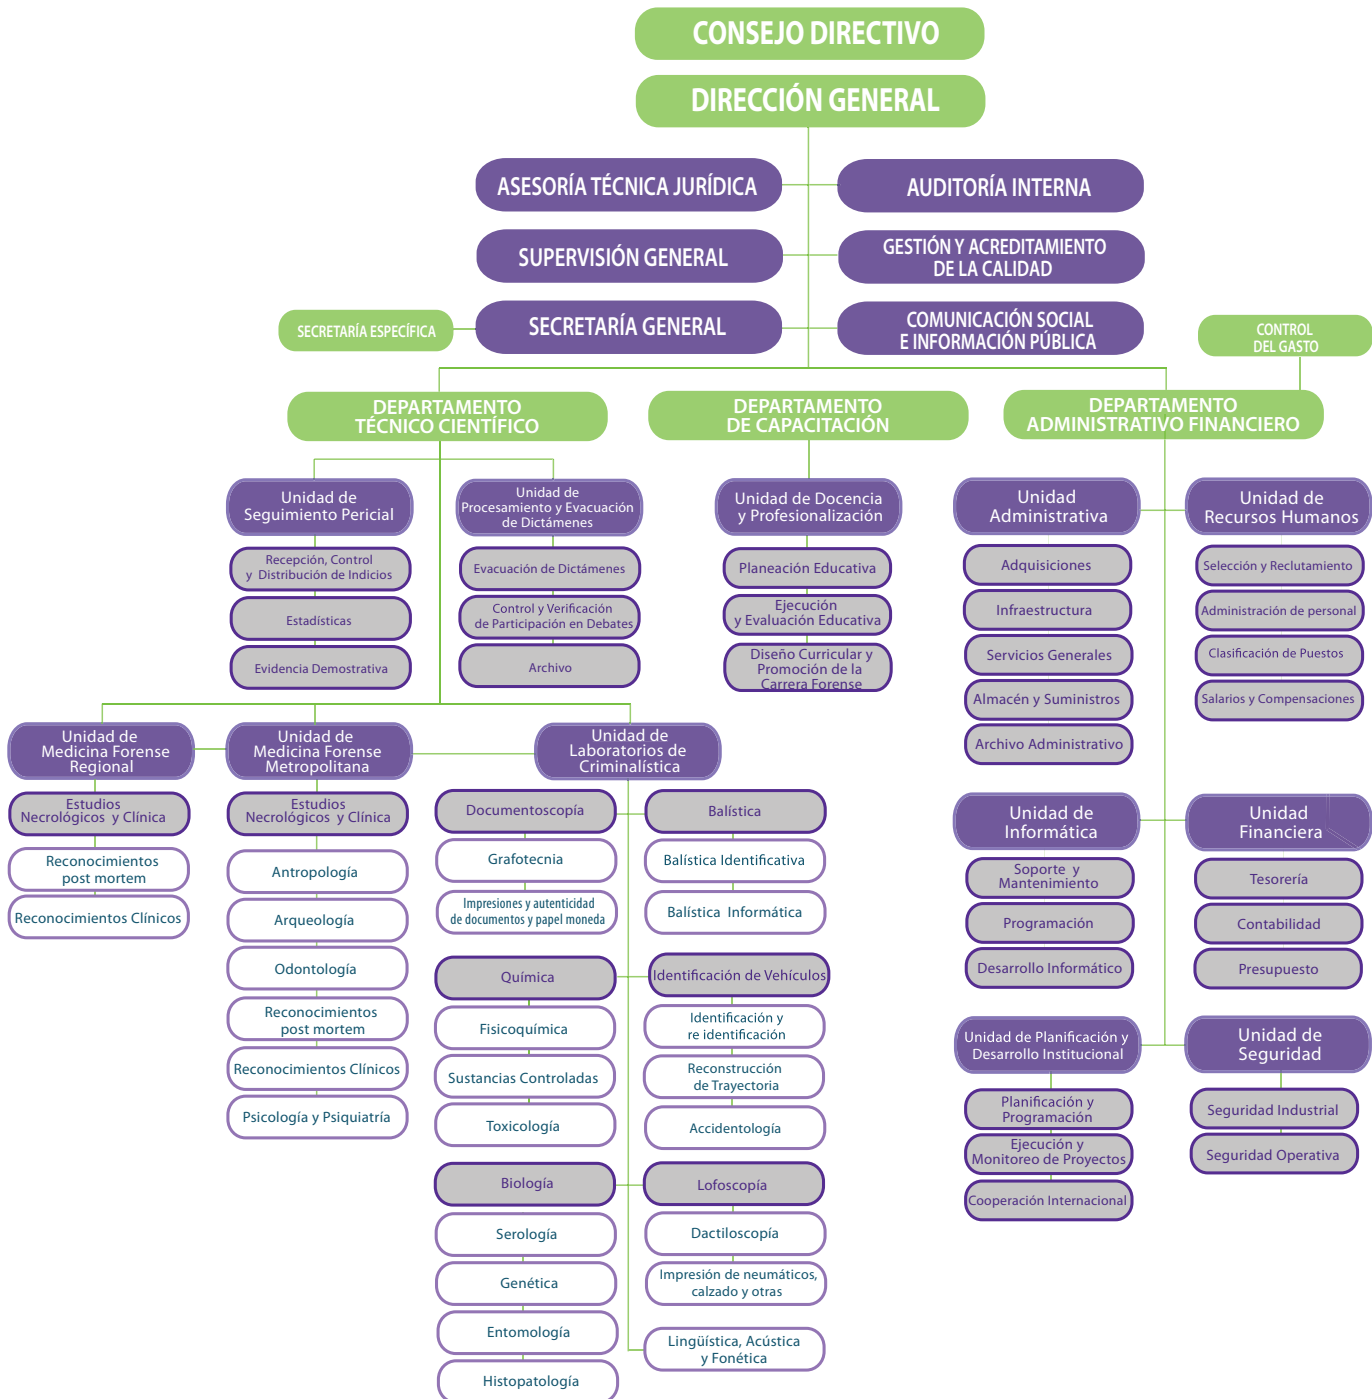 CONSEJO DIRECTIVO
DIRECCIÓN GENERAL
ASESORÍA TÉCNICA JURÍDICA
AUDITORÍA INTERNA
SUPERVISIÓN GENERAL
GESTIÓN Y ACREDITAMIENTO
DE LA CALIDAD
SECRETARÍA ESPECÍFICA
SECRETARÍA GENERAL
COMUNICACIÓN SOCIAL
E INFORMACIÓN PÚBLICA
CONTROL
DEL GASTO
DEPARTAMENTO
TÉCNICO CIENTÍFICO
DEPARTAMENTO
DE CAPACITACIÓN
DEPARTAMENTO
ADMINISTRATIVO FINANCIERO
Unidad de
Seguimiento Pericial
Recepción, Control
y Distribución de Indicios
Estadísticas
Evidencia Demostrativa
Unidad de
Procesamiento y Evacuación
de Dictámenes
Evacuación de Dictámenes
Control y Verificación
de Participación en Debates
Archivo
Unidad de Docencia
y Profesionalización
Planeación Educativa
Ejecución
y Evaluación Educativa
Diseño Curricular y
Promoción de la
Carrera Forense
Unidad
Administrativa
Adquisiciones
Infraestructura
Servicios Generales
Almacén y Suministros
Archivo Administrativo
Unidad de
Recursos Humanos
Selección y Reclutamiento
Administración de personal
Clasificación de Puestos
Salarios y Compensaciones
Unidad de
Medicina Forense
Regional
Estudios
Necrológicos y Clínica
Reconocimientos
post mortem
Reconocimientos Clínicos
Unidad de
Medicina Forense
Metropolitana
Estudios
Necrológicos y Clínica
Antropología
Arqueología
Odontología
Reconocimientos
post mortem
Reconocimientos Clínicos
Psicología y Psiquiatría
Unidad de
Laboratorios de
Criminalística
Documentoscopía
Grafotecnia
Impresiones y autenticidad
de documentos y papel moneda
Balística
Balística Identificativa
Balística Informática
Química
Fisicoquímica
Sustancias Controladas
Toxicología
Identificación de Vehículos
Identificación y
re identificación
Reconstrucción
de Trayectoria
Accidentología
Biología
Serología
Genética
Entomología
Histopatología
Lofoscopía
Dactiloscopía
Impresión de neumáticos,
calzado y otras
Lingüística, Acústica
y Fonética
Unidad de
Informática
Soporte y
Mantenimiento
Programación
Desarrollo Informático
Unidad
Financiera
Tesorería
Contabilidad
Presupuesto
Unidad de Planificación y
Desarrollo Institucional
Planificación y
Programación
Ejecución y
Monitoreo de Proyectos
Cooperación Internacional
Unidad de
Seguridad
Seguridad Industrial
Seguridad Operativa